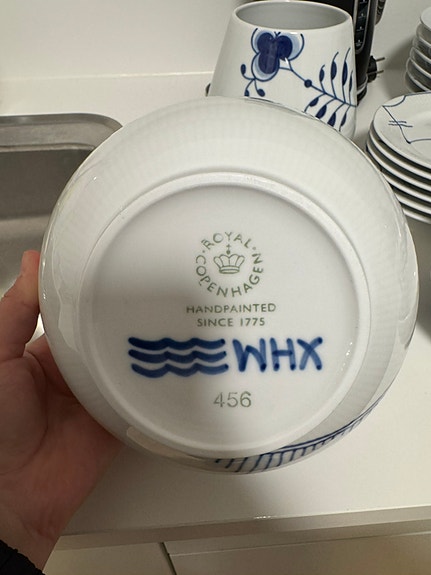 ROYAL COPENHAGEN
HANDPAINTED
SINCE 1775
WHX
456